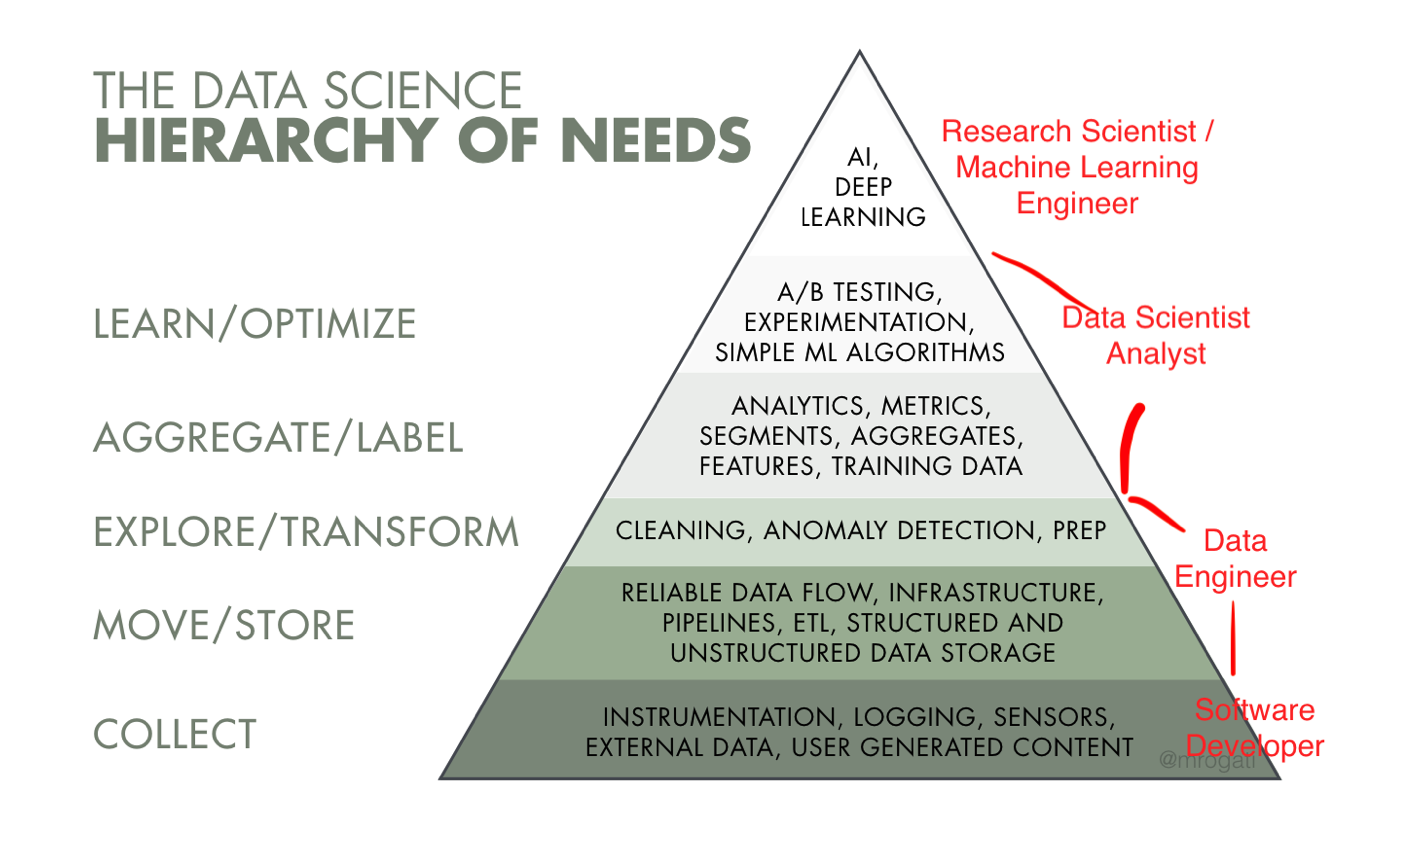 THE DATA SCIENCE
HIERARCHY OF NEEDS
AI,
DEEP
LEARNING
Research Scientist /
Machine Learning
Engineer
LEARN/OPTIMIZE
A/B TESTING,
EXPERIMENTATION,
SIMPLE ML ALGORITHMS
Data Scientist
Analyst
AGGREGATE/LABEL
ANALYTICS, METRICS,
SEGMENTS, AGGREGATES,
FEATURES, TRAINING DATA
EXPLORE/TRANSFORM
CLEANING, ANOMALY DETECTION, PREP
Data
Engineer
MOVE/STORE
RELIABLE DATA FLOW, INFRASTRUCTURE,
PIPELINES, ETL, STRUCTURED AND
UNSTRUCTURED DATA STORAGE
COLLECT
INSTRUMENTATION, LOGGING, SENSORS,
EXTERNAL DATA, USER GENERATED CONTENT
Software
Developer
@mrogati